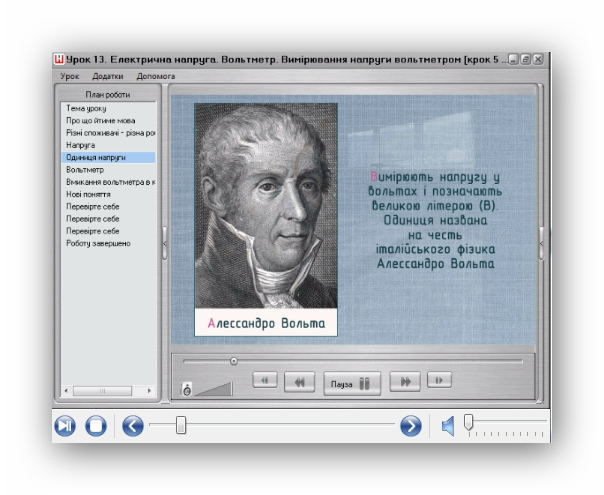 Урок 13. Електрична напруга. Вольтметр. Вимірювання напруги вольтметром [крок 5 ...
Урок Додатки Допомога
План роботи
Тема уроку
Про що йтиме мова
Різні споживачі - різна ро
Напруга
Одиниця напруги
Вольтметр
Вмикання вольтметра в
Нові поняття
Перевірте себе
Перевірте себе
Перевірте себе
Роботу завершено
Вимірюють напругу у
вольтах і позначають
великою літерою (В).
Одиниця названа
на честь
італійського фізика
Алессандро Вольта
Алессандро Вольта
Пауза